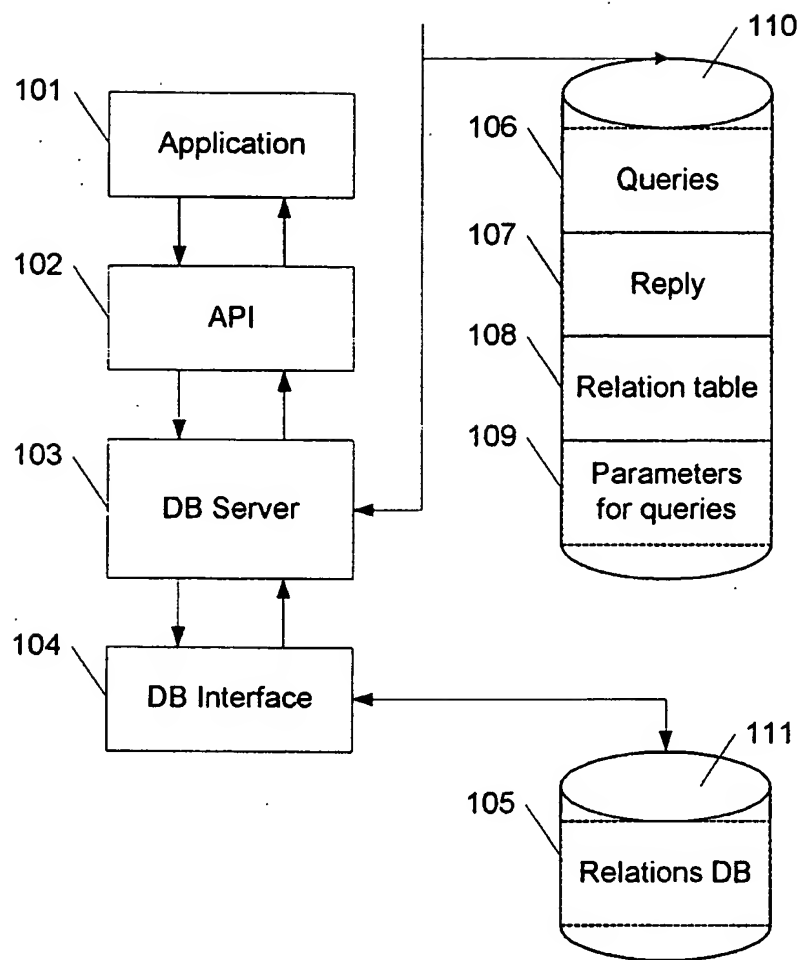 110
101
Application
106
Queries
102
API
107
Reply
108
Relation table
103
DB Server
109
Parameters
for queries
104
DB Interface
111
105
Relations DB